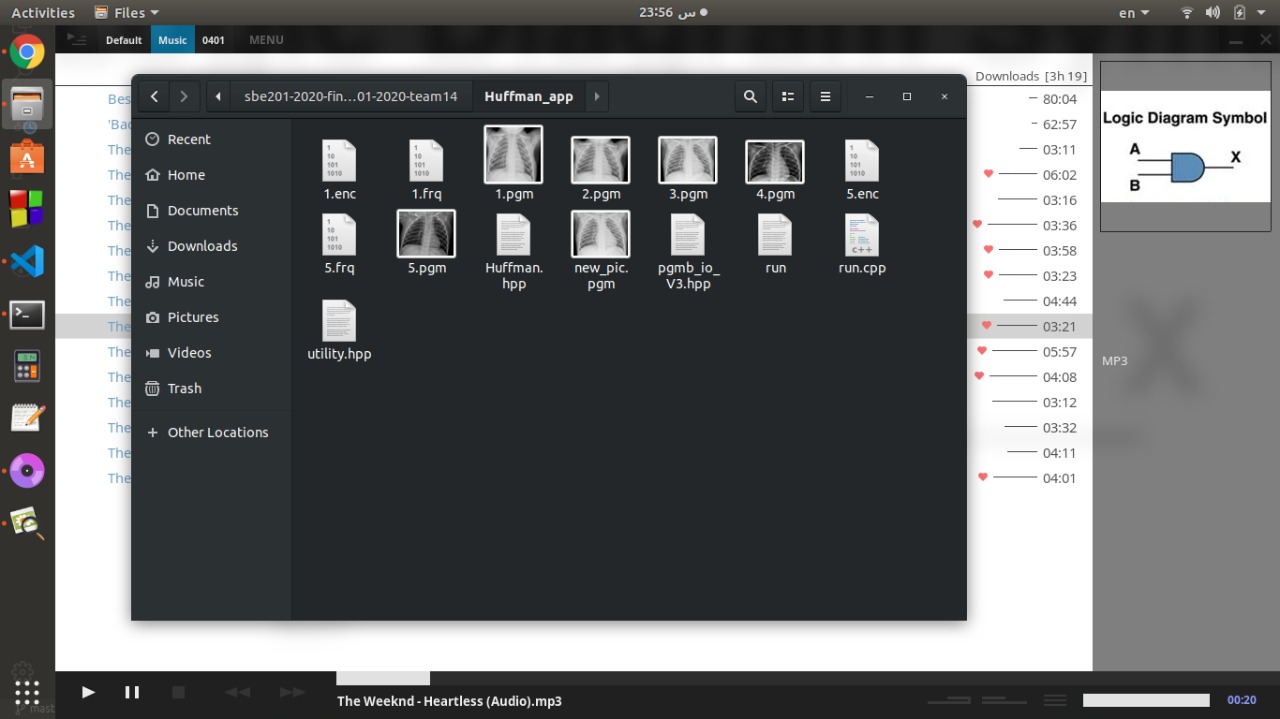 Activities Files 23:56 س en
Default Music 0401 MENU
Downloads [3h 19]
sbe201-2020-fin...01-2020-team14 Huffman_app
Recent
Home
Documents
Downloads
Music
Pictures
Videos
Trash
Other Locations
1.enc 1.frq 1.pgm 2.pgm 3.pgm 4.pgm 5.enc
5.frq 5.pgm Huffman.hpp new_pic.pgm pgmb_io_V3.hpp run run.cpp
utility.hpp
Bes
'Bac
The
The
The
The
The
The
The
The
The
The
The
The
The
The
80:04
62:57
03:11
06:02
03:16
03:36
03:58
03:23
04:44
03:21
05:57
04:08
03:12
03:32
04:11
04:01
Logic Diagram Symbol
A
X
B
MP3
mast
The Weeknd - Heartless (Audio).mp3
00:20